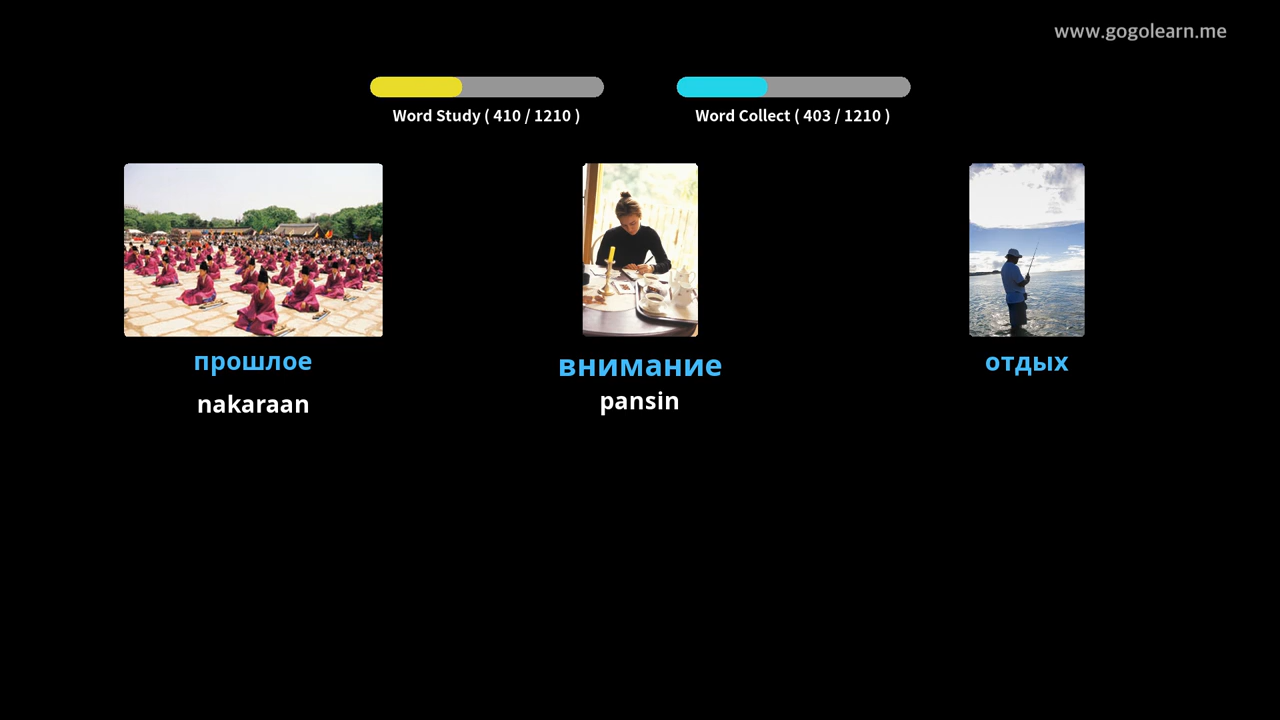 www.gogolearn.me
Word Study ( 410 / 1210 )
Word Collect ( 403 / 1210 )
прошлое
внимание
отдых
nakaraan
pansin